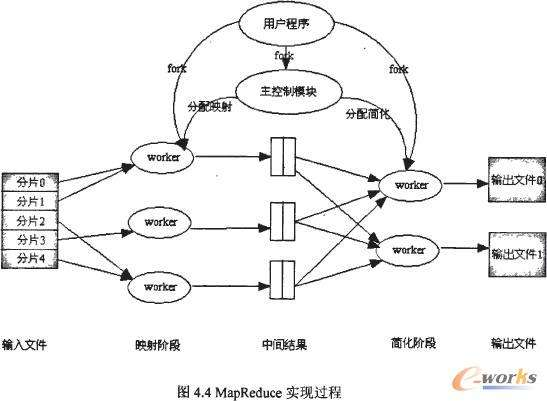 用户程序
fork
fork
fork
主控制模块
分配映射
分配简化
worker
worker
worker
worker
worker
分片0
分片1
分片2
分片3
分片4
输出文件0
输出文件1
输入文件
映射阶段
中间结果
简化阶段
输出文件
e-works
图 4.4 MapReduce 实现过程